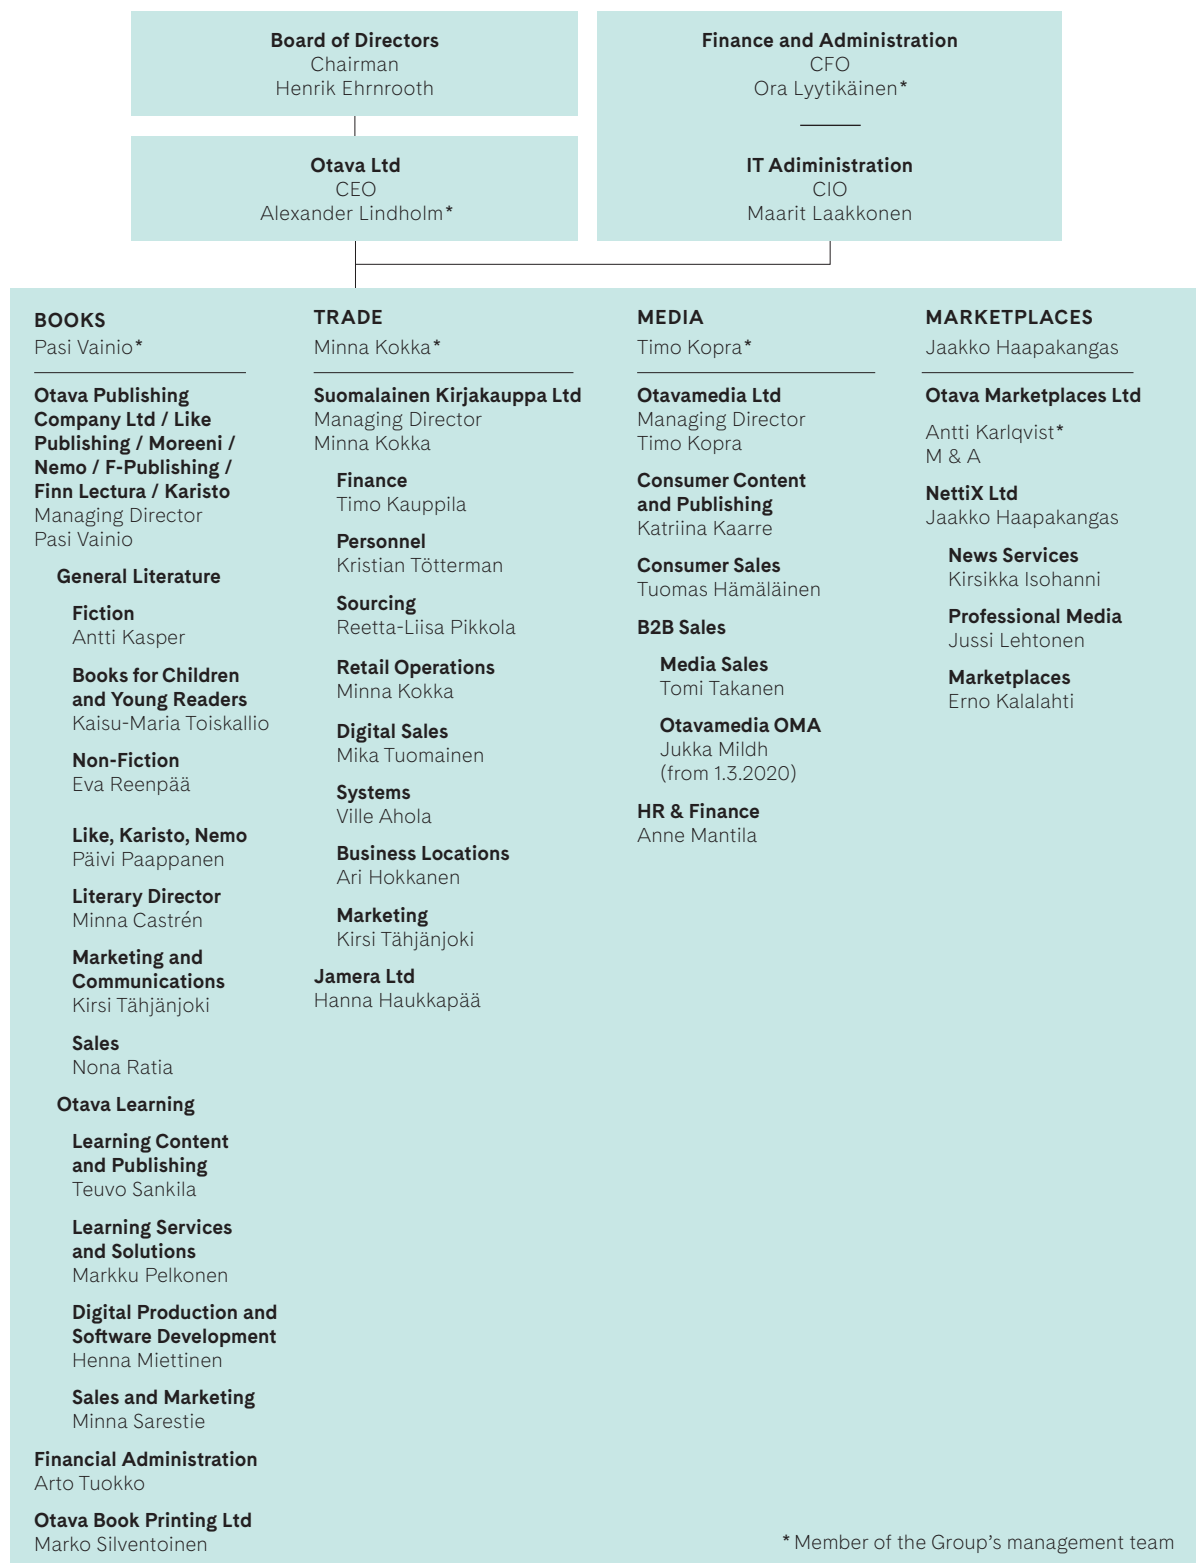 Board of Directors
Chairman
Henrik Ehrnrooth
Otava Ltd
CEO
Alexander Lindholm*
Finance and Administration
CFO
Ora Lyytikäinen*
IT Adiministration
CIO
Maarit Laakkonen
BOOKS
Pasi Vainio*
Otava Publishing
Company Ltd / Like
Publishing / Moreeni /
Nemo / F-Publishing /
Finn Lectura / Karisto
Managing Director
Pasi Vainio
General Literature
Fiction
Antti Kasper
Books for Children
and Young Readers
Kaisu-Maria Toiskallio
Non-Fiction
Eva Reenpää
Like, Karisto, Nemo
Päivi Paappanen
Literary Director
Minna Castrén
Marketing and
Communications
Kirsi Tähjänjoki
Sales
Nona Ratia
Otava Learning
Learning Content
and Publishing
Teuvo Sankila
Learning Services
and Solutions
Markku Pelkonen
Digital Production and
Software Development
Henna Miettinen
Sales and Marketing
Minna Sarestie
Financial Administration
Arto Tuokko
Otava Book Printing Ltd
Marko Silventoinen
TRADE
Minna Kokka*
Suomalainen Kirjakauppa Ltd
Managing Director
Minna Kokka
Finance
Timo Kauppila
Personnel
Kristian Tötterman
Sourcing
Reetta-Liisa Pikkola
Retail Operations
Minna Kokka
Digital Sales
Mika Tuomainen
Systems
Ville Ahola
Business Locations
Ari Hokkanen
Marketing
Kirsi Tähjänjoki
Jamera Ltd
Hanna Haukkapää
MEDIA
Timo Kopra*
Otavamedia Ltd
Managing Director
Timo Kopra
Consumer Content
and Publishing
Katriina Kaarre
Consumer Sales
Tuomas Hämäläinen
B2B Sales
Media Sales
Tomi Takanen
Otavamedia OMA
Jukka Mildh
(from 1.3.2020)
HR & Finance
Anne Mantila
MARKETPLACES
Jaakko Haapakangas
Otava Marketplaces Ltd
Antti Karlqvist*
M & A
NettiX Ltd
Jaakko Haapakangas
News Services
Kirsikka Isohanni
Professional Media
Jussi Lehtonen
Marketplaces
Erno Kalalahti
* Member of the Group's management team